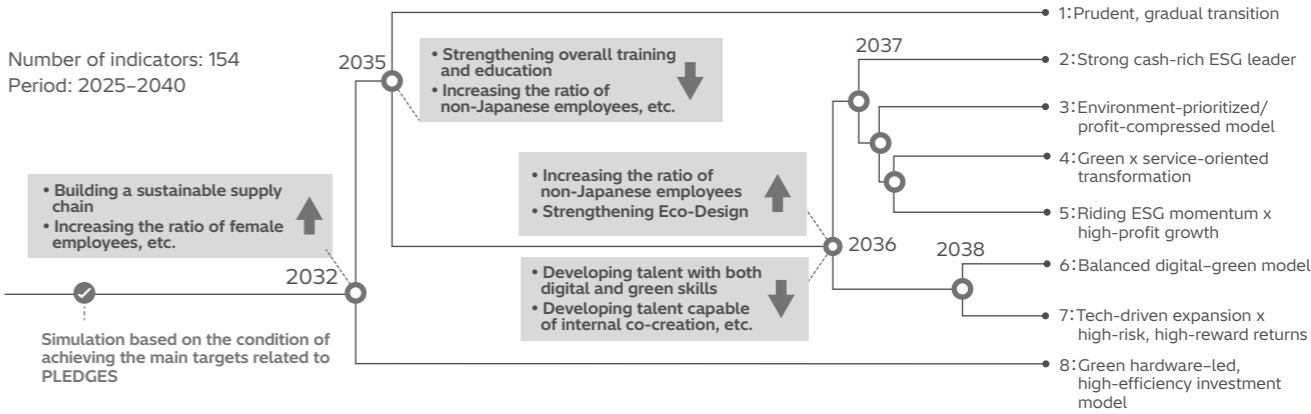 Number of indicators: 154
Period: 2025–2040
2035
• Strengthening overall training
and education
• Increasing the ratio of
non-Japanese employees, etc.
2037
1:Prudent, gradual transition
2:Strong cash-rich ESG leader
3:Environment-prioritized/
profit-compressed model
4:Green x service-oriented
transformation
5:Riding ESG momentum x
high-profit growth
• Building a sustainable supply
chain
• Increasing the ratio of female
employees, etc.
• Increasing the ratio of
non-Japanese employees
• Strengthening Eco-Design
2036
2038
6:Balanced digital–green model
7:Tech-driven expansion x
high-risk, high-reward returns
2032
• Developing talent with both
digital and green skills
• Developing talent capable
of internal co-creation, etc.
Simulation based on the condition of
achieving the main targets related to
PLEDGES
8:Green hardware–led,
high-efficiency investment
model